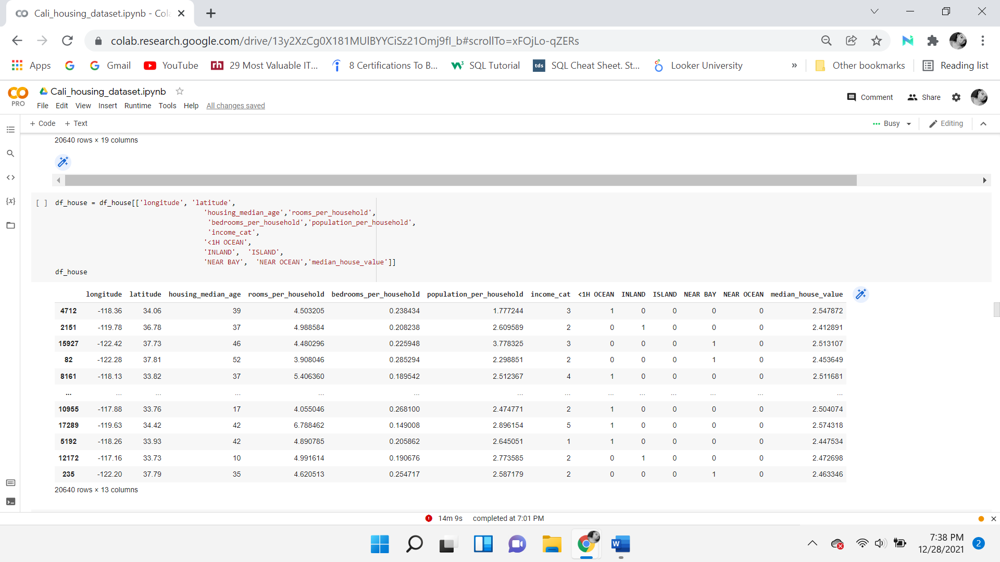 Cali_housing_dataset.ipynb - Cola
colab.research.google.com/drive/13y2XzCg0X181MUlBYYCiSz21Omj9fI_b#scrollTo=xFOjLo-qZERs
Apps Gmail YouTube rh 29 Most Valuable IT... 8 Certifications To B... SQL Tutorial tds SQL Cheat Sheet. St... Looker University » Other bookmarks Reading list
PRO
Cali_housing_dataset.ipynb
Comment Share
File Edit View Insert Runtime Tools Help All changes saved
+ Code + Text Busy Editing
20640 rows × 19 columns
[ ] df_house = df_house[['longitude', 'latitude',
'housing_median_age','rooms_per_household',
'bedrooms_per_household','population_per_household',
'income_cat',
'<1H OCEAN',
'INLAND', 'ISLAND',
'NEAR BAY', 'NEAR OCEAN','median_house_value']]
df_house
longitude latitude housing_median_age rooms_per_household bedrooms_per_household population_per_household income_cat <1H OCEAN INLAND ISLAND NEAR BAY NEAR OCEAN median_house_value
4712 -118.36 34.06 39 4.503205 0.238434 1.777244 3 1 0 0 0 0 2.547872
2151 -119.78 36.78 37 4.988584 0.208238 2.609589 2 0 1 0 0 0 2.412891
15927 -122.42 37.73 46 4.480296 0.225948 3.778325 3 0 0 0 1 0 2.513107
82 -122.28 37.81 52 3.908046 0.285294 2.298851 2 0 0 0 1 0 2.453649
8161 -118.13 33.82 37 5.406360 0.189542 2.512367 4 1 0 0 0 0 2.511681
... ... ... ... ... ... ... ... ... ... ... ... ... ...
10955 -117.88 33.76 17 4.055046 0.268100 2.474771 2 1 0 0 0 0 2.504074
17289 -119.63 34.42 42 6.788462 0.149008 2.896154 5 1 0 0 0 0 2.574318
5192 -118.26 33.93 42 4.890785 0.205862 2.645051 1 1 0 0 0 0 2.447534
12172 -117.16 33.73 10 4.991614 0.190676 2.773585 2 0 1 0 0 0 2.472698
235 -122.20 37.79 35 4.620513 0.254717 2.587179 2 0 0 0 1 0 2.463346
20640 rows × 13 columns
14m 9s completed at 7:01 PM
W
7:38 PM
12/28/2021
2